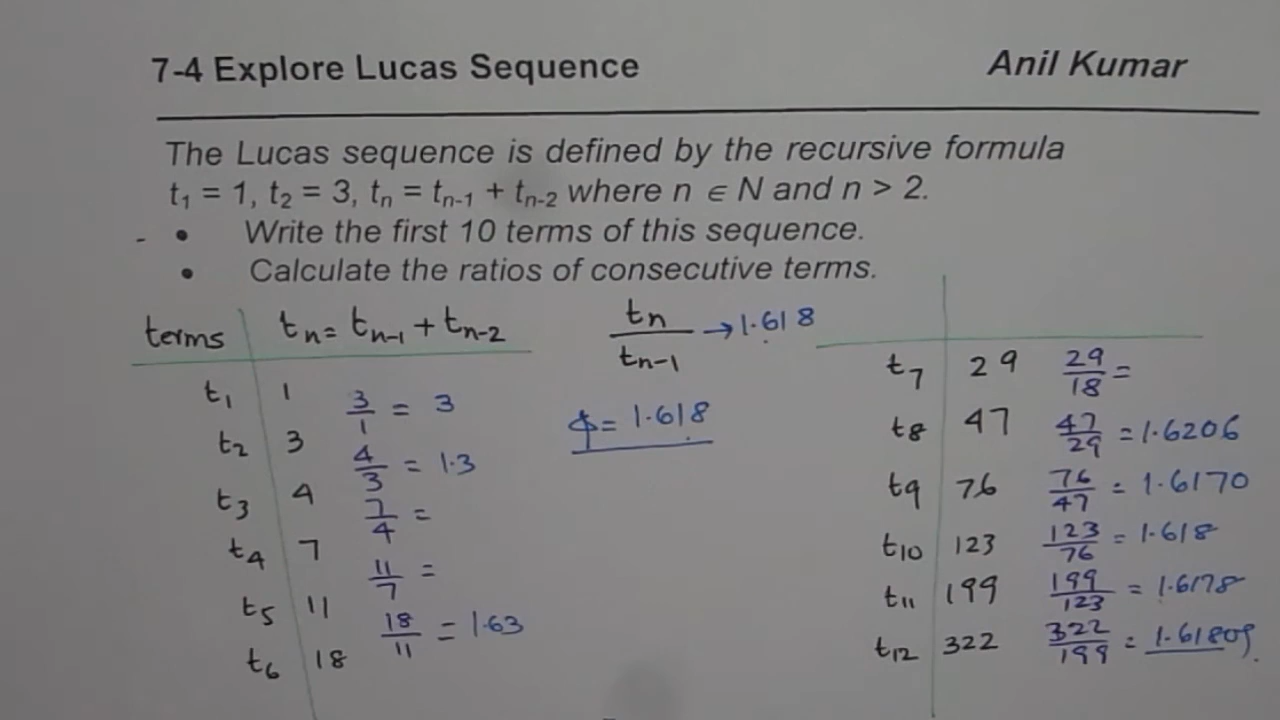 7-4 Explore Lucas Sequence Anil Kumar
The Lucas sequence is defined by the recursive formula
t₁ = 1, t₂ = 3, tₙ = tₙ₋₁ + tₙ₋₂ where n ∈ N and n > 2.
- • Write the first 10 terms of this sequence.
• Calculate the ratios of consecutive terms.
terms tₙ = tₙ₋₁ + tₙ₋₂
t₁ 1 3/1 = 3
t₂ 3 4/3 = 1.3
t₃ 4 7/4 =
t₄ 7 11/7 =
t₅ 11 18/11 = 1.63
t₆ 18
tₙ/tₙ₋₁ → 1.618
ϕ = 1.618
t₇ 29 29/18 =
t₈ 47 47/29 = 1.6206
t₉ 76 76/47 = 1.6170
t₁₀ 123 123/76 = 1.618
t₁₁ 199 199/123 = 1.6178
t₁₂ 322 322/199 = 1.61809